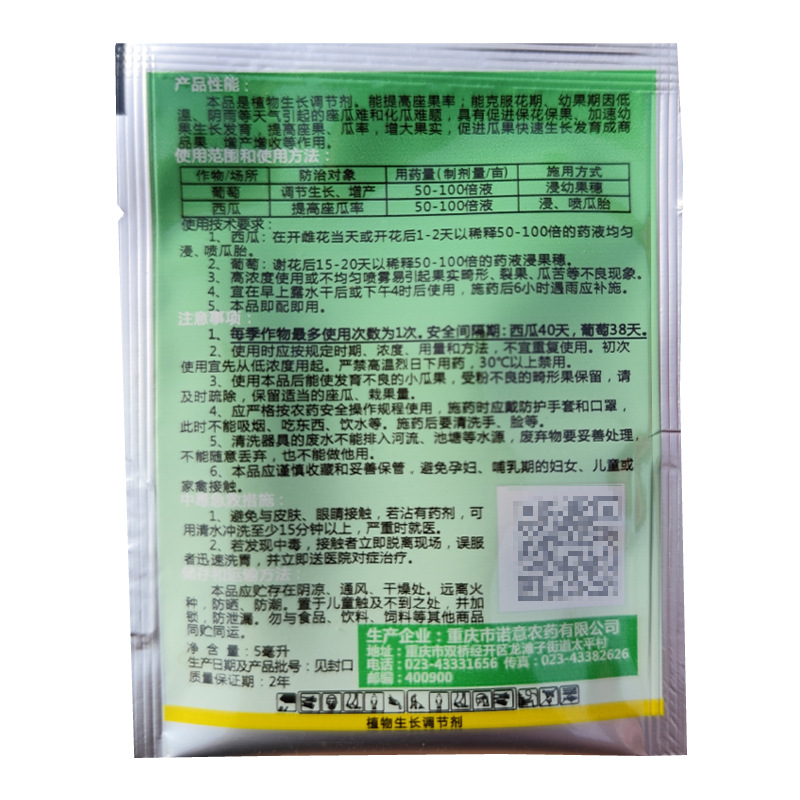 产品性能：
本品是植物生长调节剂。能提高座果率；能克服花期、幼果期因低
温、阴雨等天气引起的座瓜难和化瓜难题，具有促进保花保果、加速幼
果生长发育，提高座果、瓜率，增大果实，促进瓜果快速生长发育成商
品果，增产增收等作用。
使用范围和使用方法：
作物/场所 防治对象 用药量(制剂量/亩) 施用方式
葡萄 调节生长、增产 50-100倍液 浸幼果穗
西瓜 提高座瓜率 50-100倍液 浸、喷瓜胎
使用技术要求：
1、西瓜：在开雌花当天或开花后1-2天以稀释50-100倍的药液均匀
浸、喷瓜胎。
2、葡萄：谢花后15-20天以稀释50-100倍的药液浸果穗。
3、高浓度使用或不均匀喷雾易引起果实畸形、裂果、瓜苦等不良现象。
4、宜在早上露水干后或下午4时后使用，施药后6小时遇雨应补施。
5、本品即配即用。
注意事项：
1、每季作物最多使用次数为1次。安全间隔期：西瓜40天，葡萄38天。
2、使用时应按规定时期、浓度、用量和方法，不宜重复使用。初次
使用宜先从低浓度用起。严禁高温烈日下用药，30℃以上禁用。
3、使用本品后能使发育不良的小瓜果，受粉不良的畸形果保留，请
及时疏除，保留适当的座瓜、栽果量。
4、应严格按农药安全操作规程使用，施药时应戴防护手套和口罩，
此时不能吸烟、吃东西、饮水等。施药后要清洗手、脸等。
5、清洗器具的废水不能排入河流、池塘等水源，废弃物要妥善处理，
不能随意丢弃，也不能做他用。
6、本品应谨慎收藏和妥善保管，避免孕妇、哺乳期的妇女、儿童或
家禽接触。
中毒急救措施：
1、避免与皮肤、眼睛接触，若沾有药剂，可
用清水冲洗至少15分钟以上，严重时就医。
2、若发现中毒，接触者立即脱离现场，误服
者迅速洗胃，并立即送医院对症治疗。
储存和运输方法：
本品应贮存在阴凉、通风、干燥处。远离火
种，防晒、防潮。置于儿童触及不到之处，并加
锁，防泄漏。勿与食品、饮料、饲料等其他商品
同贮同运。
净含量：5毫升
生产日期及产品批号：见封口
质量保证期：2年
生产企业：重庆市诺意农药有限公司
地址：重庆市双桥经开区龙滩子街道太平村
电话：023-43331656 传真：023-43382626
邮编：400900
植物生长调节剂